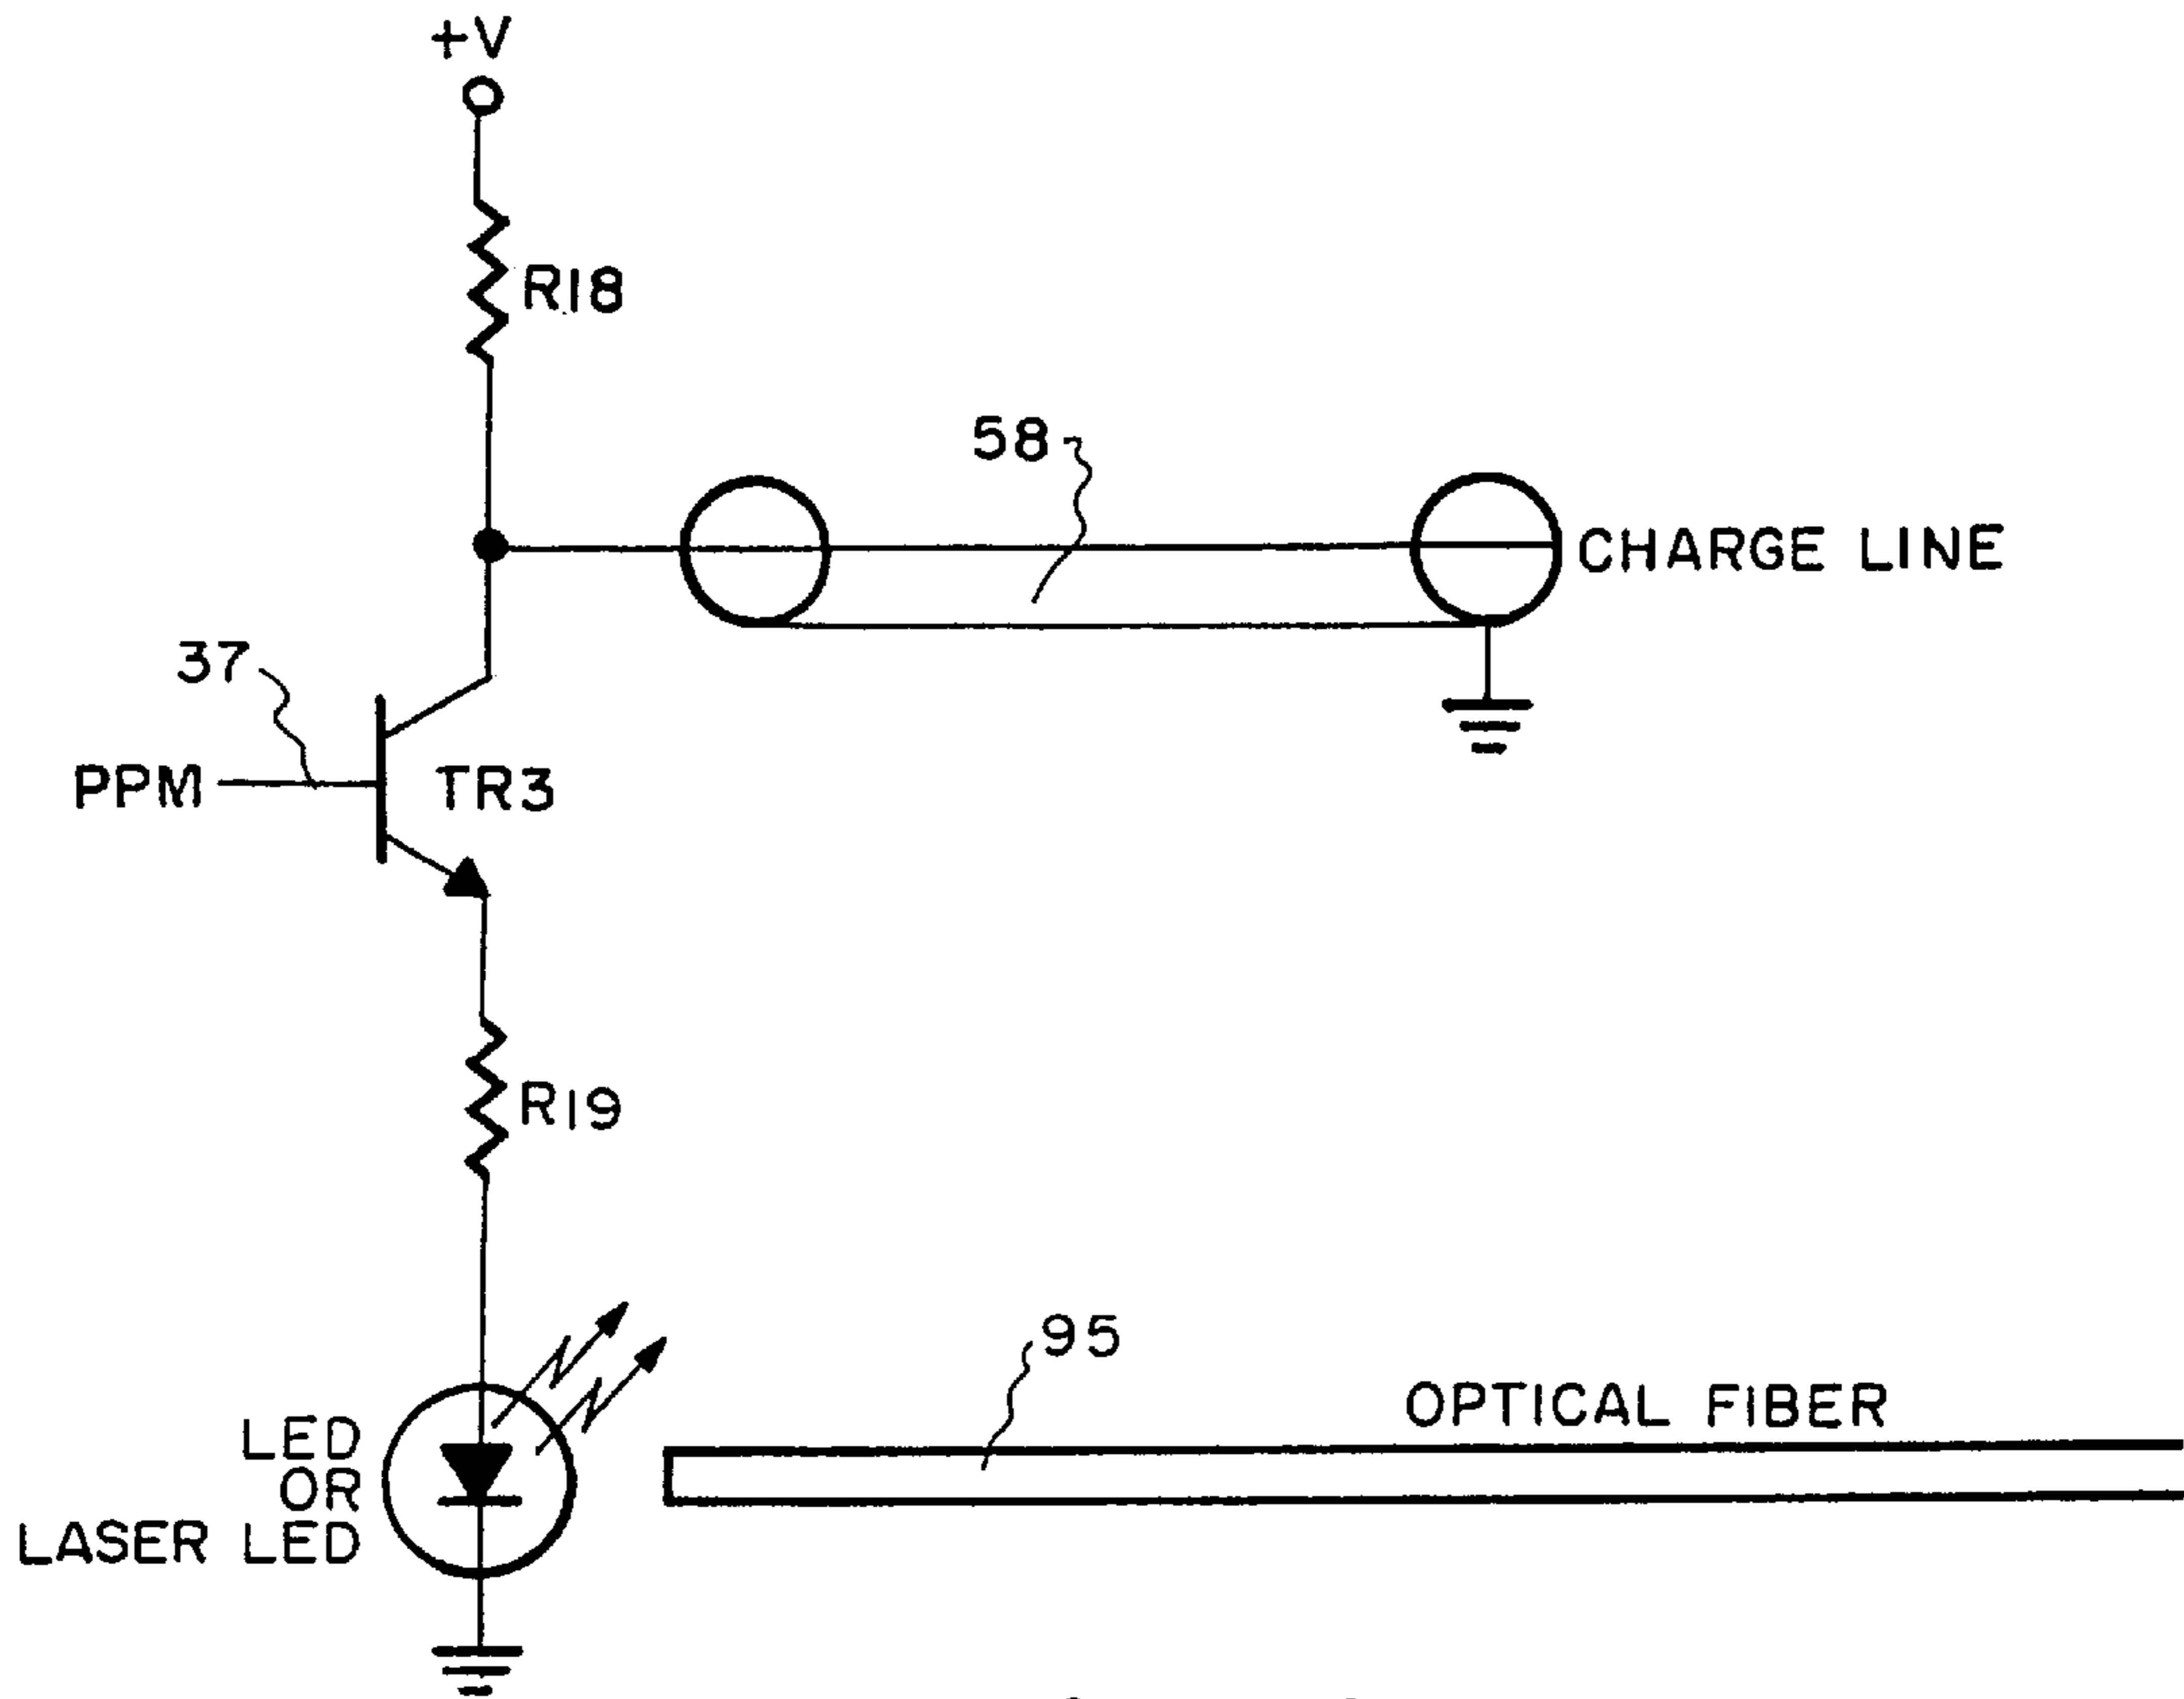 +V
R18
58
CHARGE LINE
37
PPM
TR3
R19
95
OPTICAL FIBER
LED
OR
LASER LED